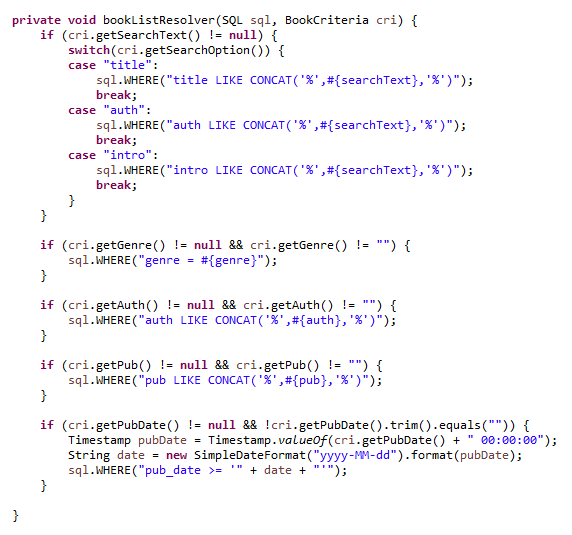 private void bookListResolver(SQL sql, BookCriteria cri) {
    if (cri.getSearchText() != null) {
        switch(cri.getSearchOption()) {
        case "title":
            sql.WHERE("title LIKE CONCAT('%',#{searchText},'%')");
            break;
        case "auth":
            sql.WHERE("auth LIKE CONCAT('%',#{searchText},'%')");
            break;
        case "intro":
            sql.WHERE("intro LIKE CONCAT('%',#{searchText},'%')");
            break;
        }
    }

    if (cri.getGenre() != null && cri.getGenre() != "") {
        sql.WHERE("genre = #{genre}");
    }

    if (cri.getAuth() != null && cri.getAuth() != "") {
        sql.WHERE("auth LIKE CONCAT('%',#{auth},'%')");
    }

    if (cri.getPub() != null && cri.getPub() != "") {
        sql.WHERE("pub LIKE CONCAT('%',#{pub},'%')");
    }

    if (cri.getPubDate() != null && !cri.getPubDate().trim().equals("")) {
        Timestamp pubDate = Timestamp.valueOf(cri.getPubDate() + " 00:00:00");
        String date = new SimpleDateFormat("yyyy-MM-dd").format(pubDate);
        sql.WHERE("pub_date >= '" + date + "'");
    }

}